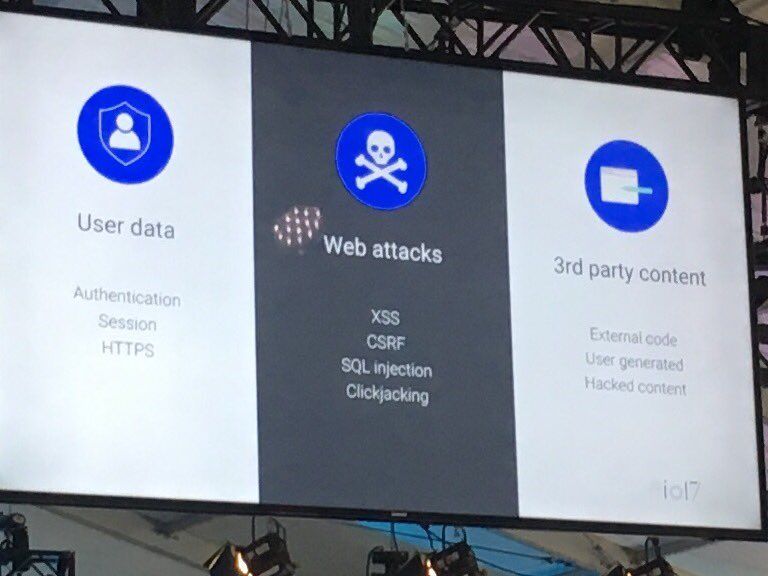 User data
Authentication
Session
HTTPS
Web attacks
XSS
CSRF
SQL injection
Clickjacking
3rd party content
External code
User generated
Hacked content
io17